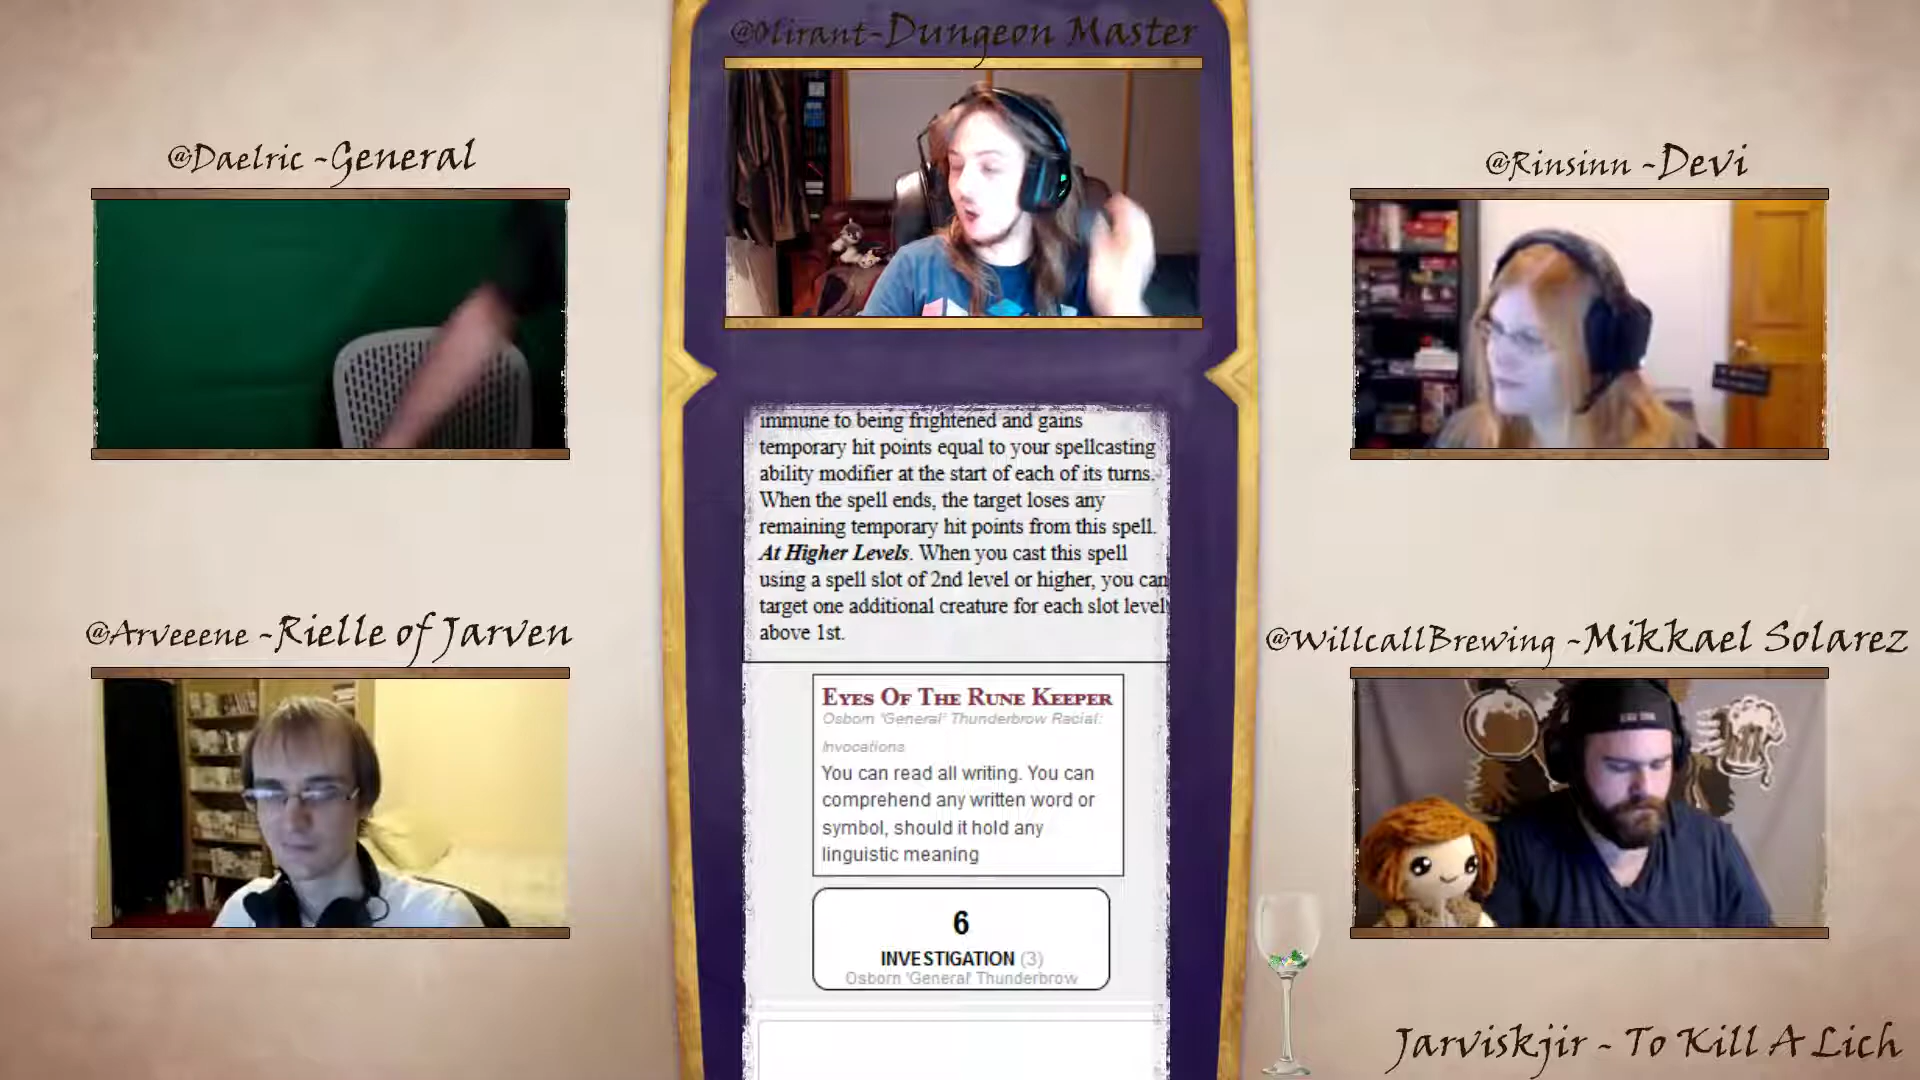 @Olirant-Dungeon Master
@Daelric -General
@Rinsinn -Devi
immune to being frightened and gains
temporary hit points equal to your spellcasting
ability modifier at the start of each of its turns.
When the spell ends, the target loses any
remaining temporary hit points from this spell.
At Higher Levels. When you cast this spell
using a spell slot of 2nd level or higher, you can
target one additional creature for each slot level
above 1st.
@Arveeene -Rielle of Jarven
@WillcallBrewing -Mikkael Solarez
Eyes Of The Rune Keeper
Osborn 'General' Thunderbrow Racial:
Invocations
You can read all writing. You can
comprehend any written word or
symbol, should it hold any
linguistic meaning
6
INVESTIGATION (3)
Osborn 'General' Thunderbrow
Jarviskjir - To Kill A Lich